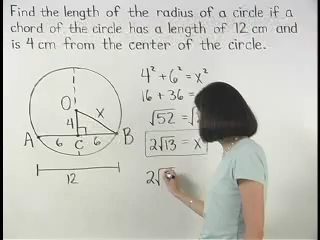 Find the length of the radius of a circle if a
chord of the circle has a length of 12 cm and
is 4 cm from the center of the circle.
O
x
4
A
6
C
6
B
12
4² + 6² = x²
16 + 36 =
√52 = √
2√13 = x
2√